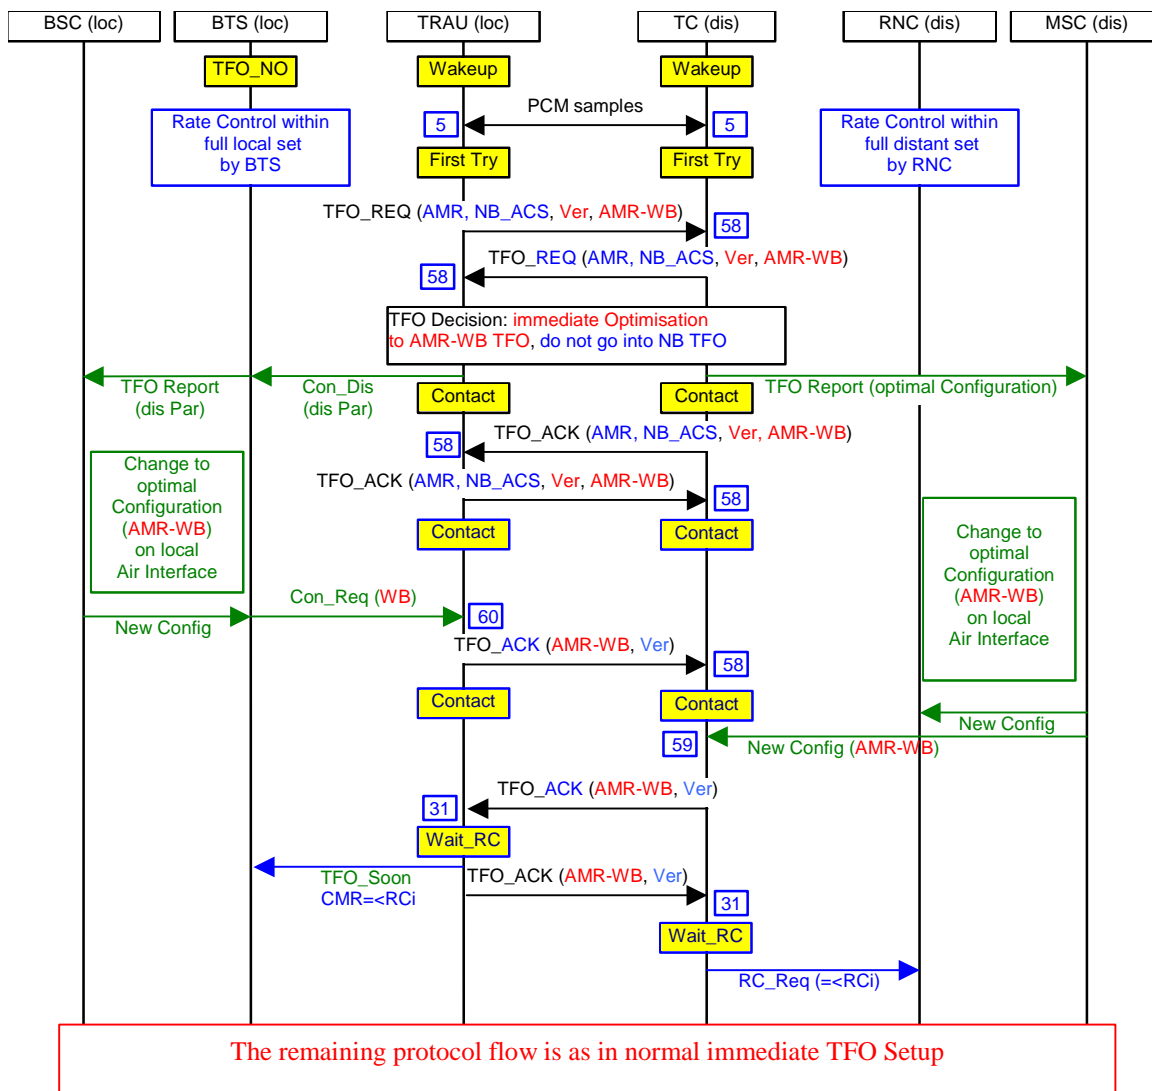 BSC (loc)
BTS (loc)
TRAU (loc)
TC (dis)
RNC (dis)
MSC (dis)
TFO_NO
Wakeup
Wakeup
PCM samples
5
5
Rate Control within
full local set
by BTS
Rate Control within
full distant set
by RNC
First Try
First Try
TFO_REQ (AMR, NB_ACS, Ver, AMR-WB)
58
TFO_REQ (AMR, NB_ACS, Ver, AMR-WB)
58
TFO Decision: immediate Optimisation
to AMR-WB TFO, do not go into NB TFO
TFO Report
(dis Par)
Con_Dis
(dis Par)
Contact
Contact
TFO Report (optimal Configuration)
58
TFO_ACK (AMR, NB_ACS, Ver, AMR-WB)
TFO_ACK (AMR, NB_ACS, Ver, AMR-WB)
58
Change to
optimal
Configuration
(AMR-WB)
on local
Air Interface
Contact
Contact
Change to
optimal
Configuration
(AMR-WB)
on local
Air Interface
New Config
Con_Req (WB)
60
TFO_ACK (AMR-WB, Ver)
58
Contact
Contact
New Config
59
New Config (AMR-WB)
TFO_ACK (AMR-WB, Ver)
31
Wait_RC
TFO_Soon
CMR=<RCi
TFO_ACK (AMR-WB, Ver)
31
Wait_RC
RC_Req (=<RCi)
The remaining protocol flow is as in normal immediate TFO Setup